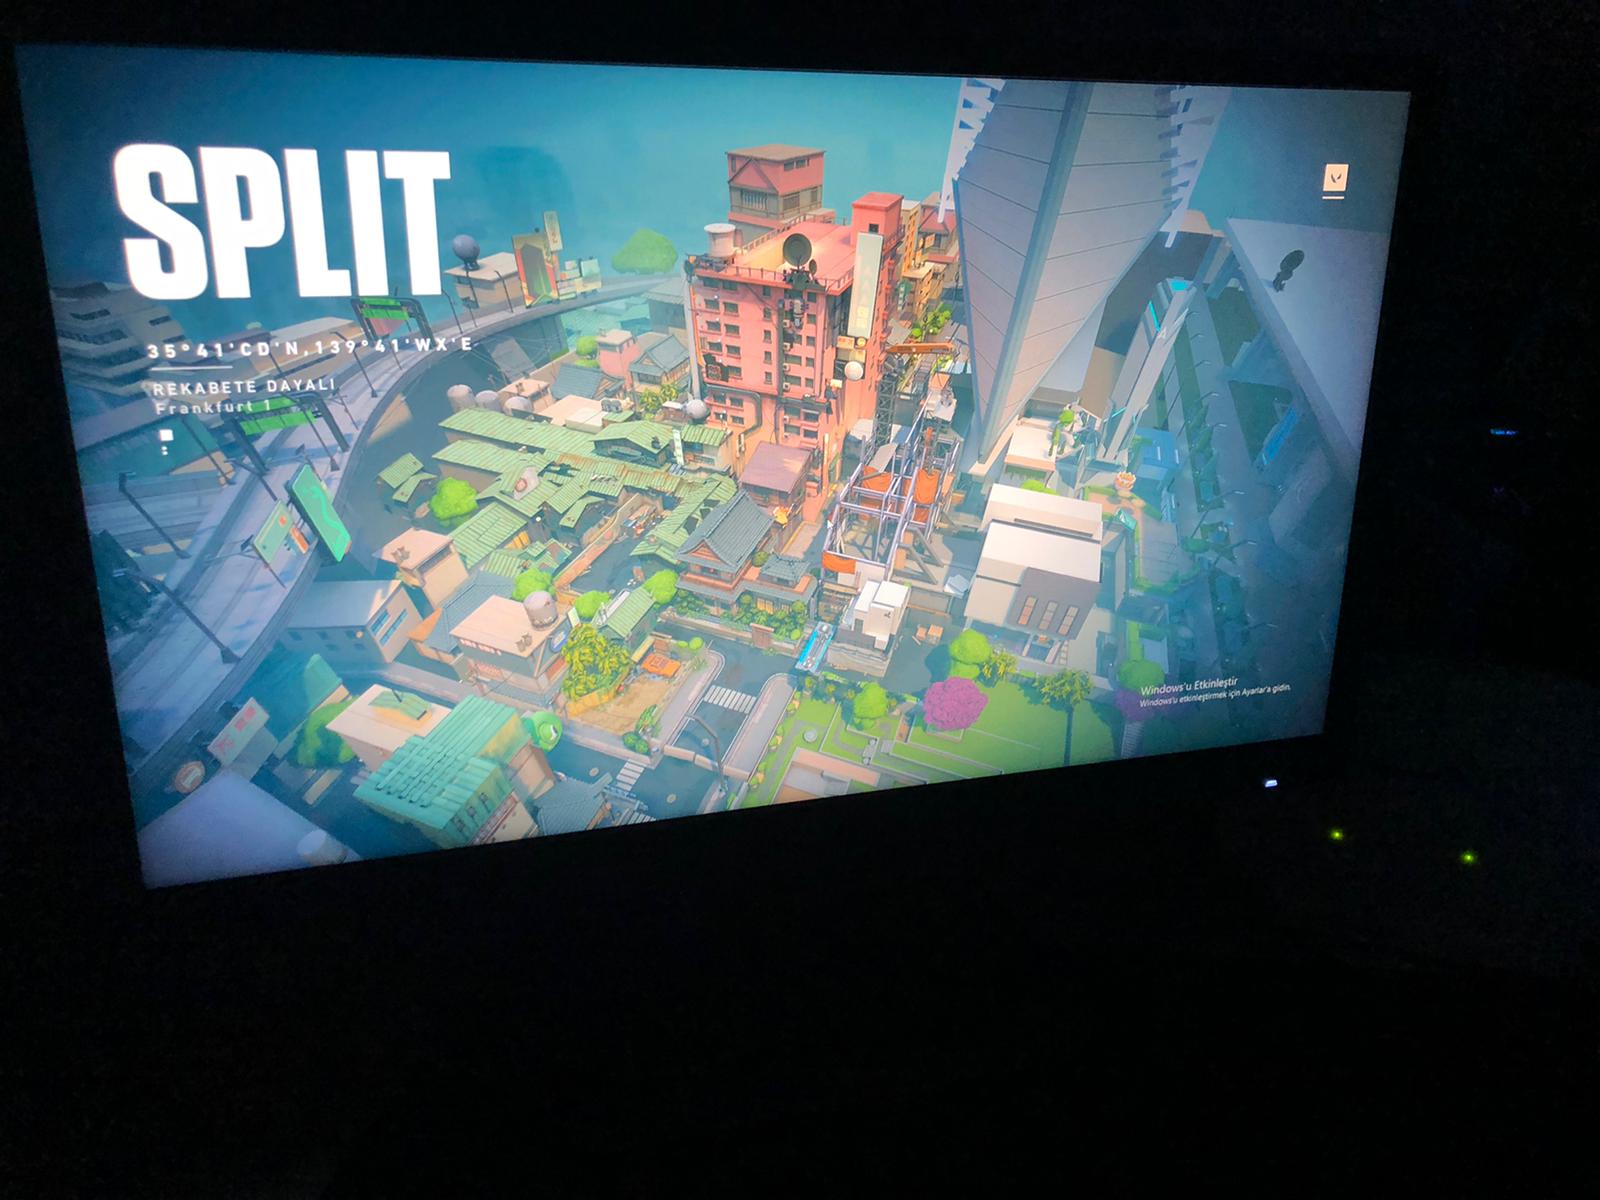 SPLIT
35°41'CD'N,139°41'WX'E
REKABETE DAYALI
Frankfurt 1
Windows'u Etkinleştir
Windows'u etkinleştirmek için Ayarlar'a gidin.